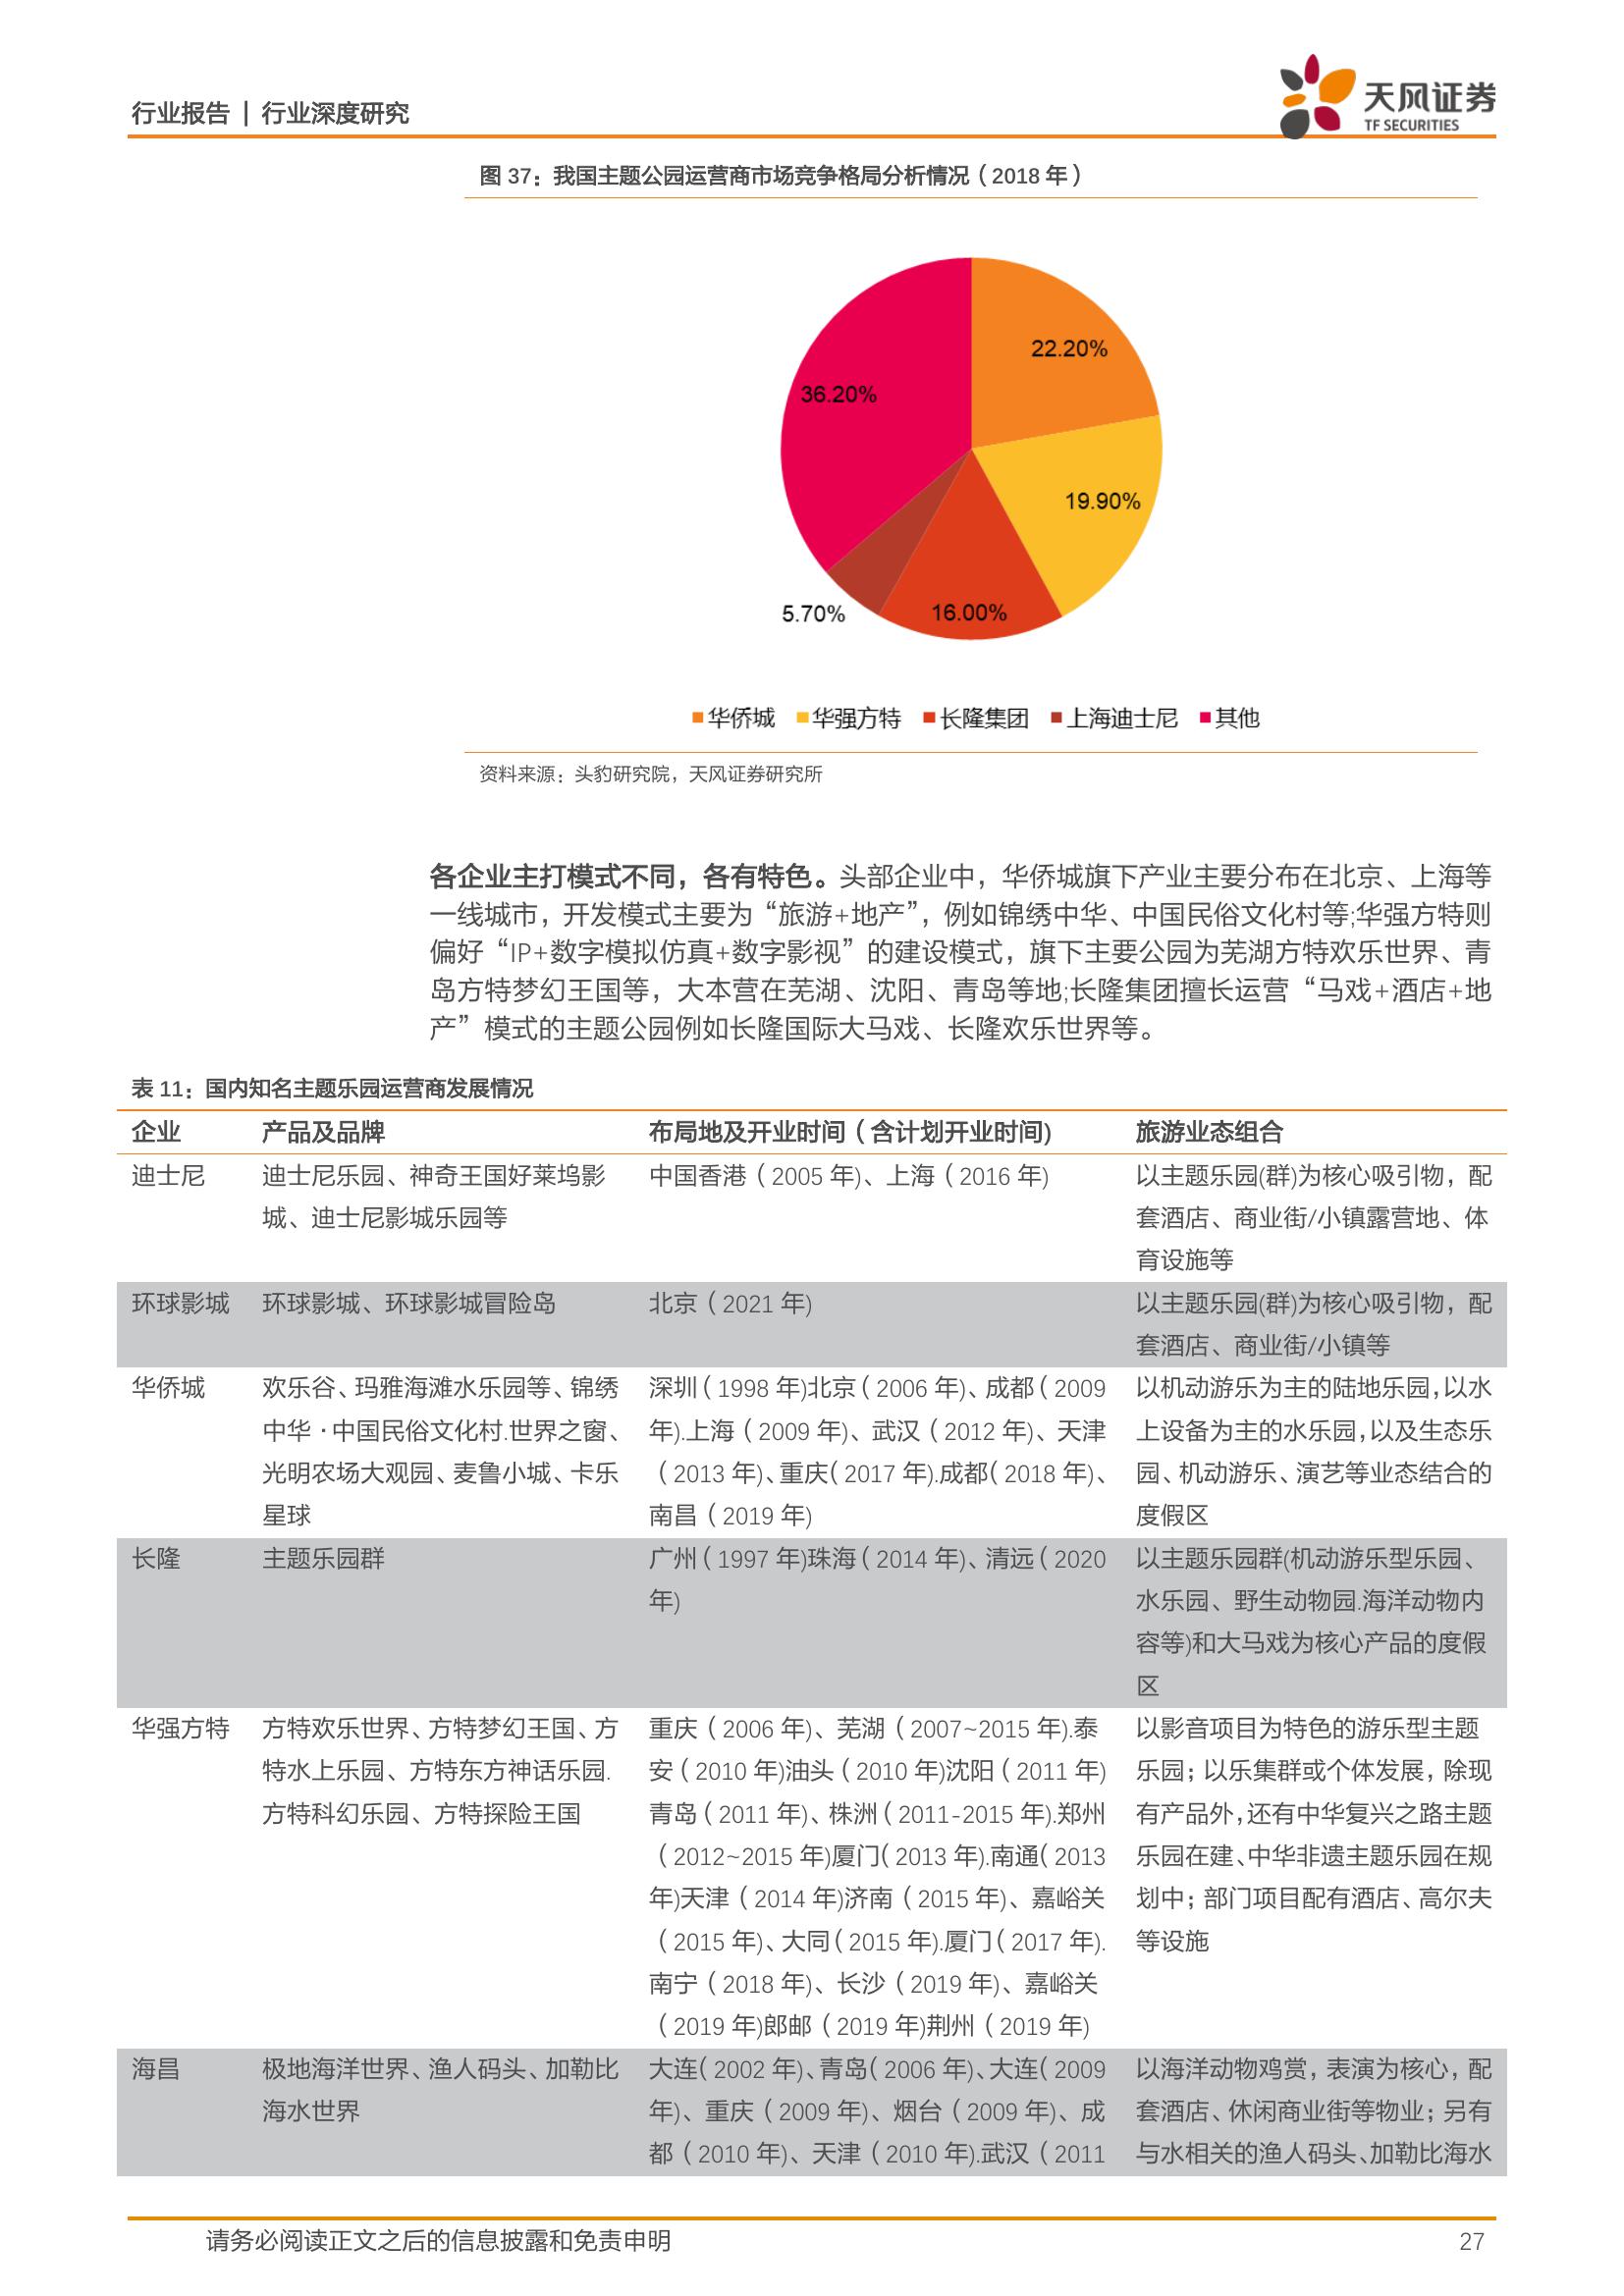 行业报告 | 行业深度研究
天风证券
TF SECURITIES
图 37：我国主题公园运营商市场竞争格局分析情况（2018 年）
22.20%
36.20%
19.90%
16.00%
5.70%
华侨城 华强方特 长隆集团 上海迪士尼 其他
资料来源：头豹研究院，天风证券研究所
各企业主打模式不同，各有特色。头部企业中，华侨城旗下产业主要分布在北京、上海等
一线城市，开发模式主要为“旅游+地产”，例如锦绣中华、中国民俗文化村等;华强方特则
偏好“IP+数字模拟仿真+数字影视”的建设模式，旗下主要公园为芜湖方特欢乐世界、青
岛方特梦幻王国等，大本营在芜湖、沈阳、青岛等地;长隆集团擅长运营“马戏+酒店+地
产”模式的主题公园例如长隆国际大马戏、长隆欢乐世界等。
表 11：国内知名主题乐园运营商发展情况
企业 产品及品牌 布局地及开业时间（含计划开业时间) 旅游业态组合
迪士尼 迪士尼乐园、神奇王国好莱坞影 中国香港（2005 年)、上海（2016 年) 以主题乐园(群)为核心吸引物，配
城、迪士尼影城乐园等 套酒店、商业街/小镇露营地、体
育设施等
环球影城 环球影城、环球影城冒险岛 北京（2021 年) 以主题乐园(群)为核心吸引物，配
套酒店、商业街/小镇等
华侨城 欢乐谷、玛雅海滩水乐园等、锦绣 深圳（1998 年)北京（2006 年)、成都（2009 以机动游乐为主的陆地乐园，以水
中华·中国民俗文化村.世界之窗、 年).上海（2009 年)、武汉（2012 年)、天津 上设备为主的水乐园，以及生态乐
光明农场大观园、麦鲁小城、卡乐 （2013 年)、重庆（2017 年).成都（2018 年)、 园、机动游乐、演艺等业态结合的
星球 南昌（2019 年) 度假区
长隆 主题乐园群 广州（1997 年)珠海（2014 年)、清远（2020 以主题乐园群(机动游乐型乐园、
年) 水乐园、野生动物园.海洋动物内
容等)和大马戏为核心产品的度假
区
华强方特 方特欢乐世界、方特梦幻王国、方 重庆（2006 年)、芜湖（2007~2015 年).泰 以影音项目为特色的游乐型主题
特水上乐园、方特东方神话乐园. 安（2010 年)油头（2010 年)沈阳（2011 年) 乐园；以乐集群或个体发展，除现
方特科幻乐园、方特探险王国 青岛（2011 年)、株洲（2011-2015 年).郑州 有产品外，还有中华复兴之路主题
（2012~2015 年)厦门（2013 年).南通（2013 乐园在建、中华非遗主题乐园在规
年)天津（2014 年)济南（2015 年)、嘉峪关 划中；部门项目配有酒店、高尔夫
（2015 年)、大同（2015 年).厦门（2017 年). 等设施
南宁（2018 年)、长沙（2019 年)、嘉峪关
（2019 年)郎邮（2019 年)荆州（2019 年)
海昌 极地海洋世界、渔人码头、加勒比 大连（2002 年)、青岛（2006 年)、大连（2009 以海洋动物鸡赏，表演为核心，配
海水世界 年)、重庆（2009 年)、烟台（2009 年)、成 套酒店、休闲商业街等物业；另有
都（2010 年)、天津（2010 年).武汉（2011 与水相关的渔人码头、加勒比海水
请务必阅读正文之后的信息披露和免责申明 27